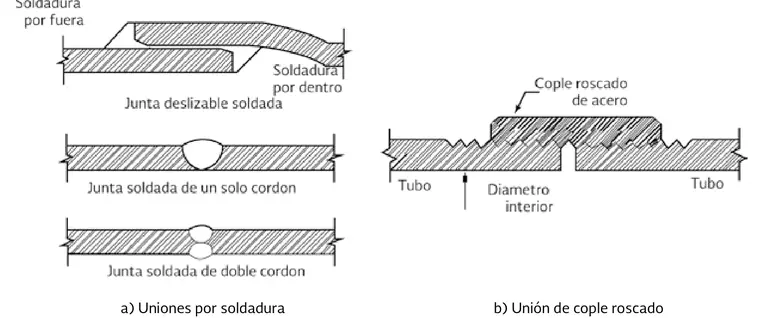 Soldadura
por fuera
Soldadura
por dentro
Junta deslizable soldada
Junta soldada de un solo cordon
Junta soldada de doble cordon
a) Uniones por soldadura
Cople roscado
de acero
Tubo
Diametro
interior
Tubo
b) Unión de cople roscado